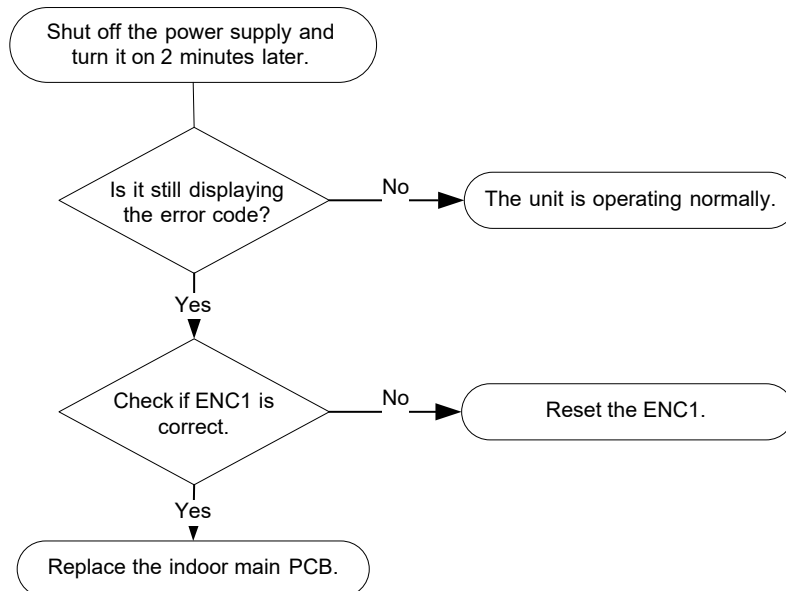 Shut off the power supply and
turn it on 2 minutes later.
Is it still displaying
the error code?
No
The unit is operating normally.
Yes
Check if ENC1 is
correct.
No
Reset the ENC1.
Yes
Replace the indoor main PCB.